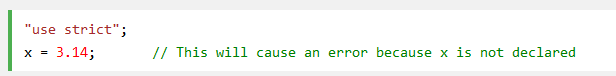 "use strict";
x = 3.14;       // This will cause an error because x is not declared